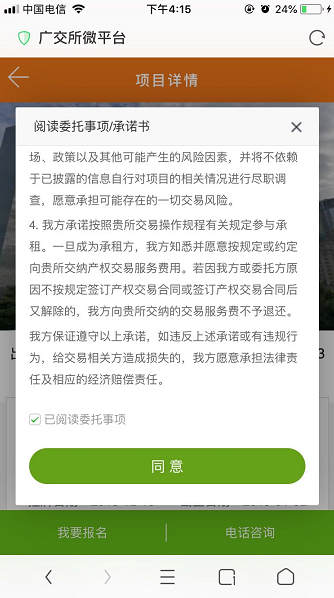 中国电信
下午4:15
24%
广交所微平台
项目详情
阅读委托事项/承诺书
场、政策以及其他可能产生的风险因素，并将不依赖
于已披露的信息自行对项目的相关情况进行尽职调
查，愿意承担可能存在的一切交易风险。
4. 我方承诺按照贵所交易操作规程有关规定参与承
租。一旦成为承租方，我方知悉并愿意按规定或约定
向贵所交纳产权交易服务费用。若因我方或委托方原
因不按规定签订产权交易合同或签订产权交易合同后
又解除的，我方向贵所交纳的交易服务费不予退还。
我方保证遵守以上承诺，如违反上述承诺或有违规行
为，给交易相关方造成损失的，我方愿意承担法律责
任及相应的经济赔偿责任。
已阅读委托事项
同意
我要报名
电话咨询